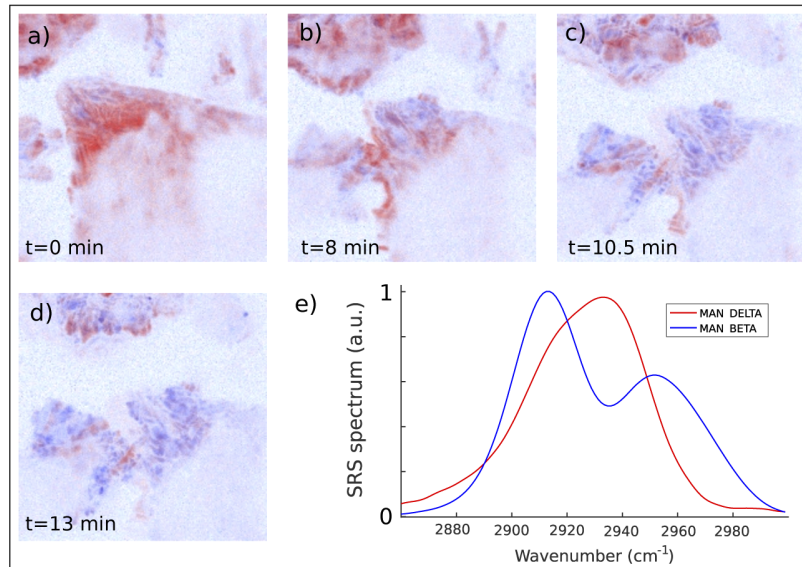 a)
t=0 min
b)
t=8 min
c)
t=10.5 min
d)
t=13 min
e)
1
0
SRS spectrum (a.u.)
MAN DELTA
MAN BETA
2880 2900 2920 2940 2960 2980
Wavenumber (cm⁻¹)